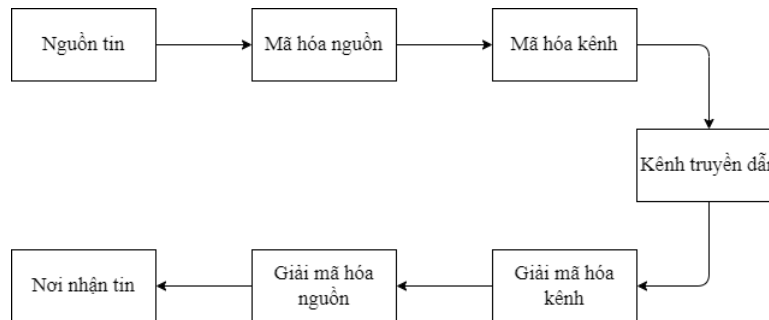 Nguồn tin
Mã hóa nguồn
Mã hóa kênh
Kênh truyền dẫn
Giải mã hóa
kênh
Giải mã hóa
nguồn
Nơi nhận tin